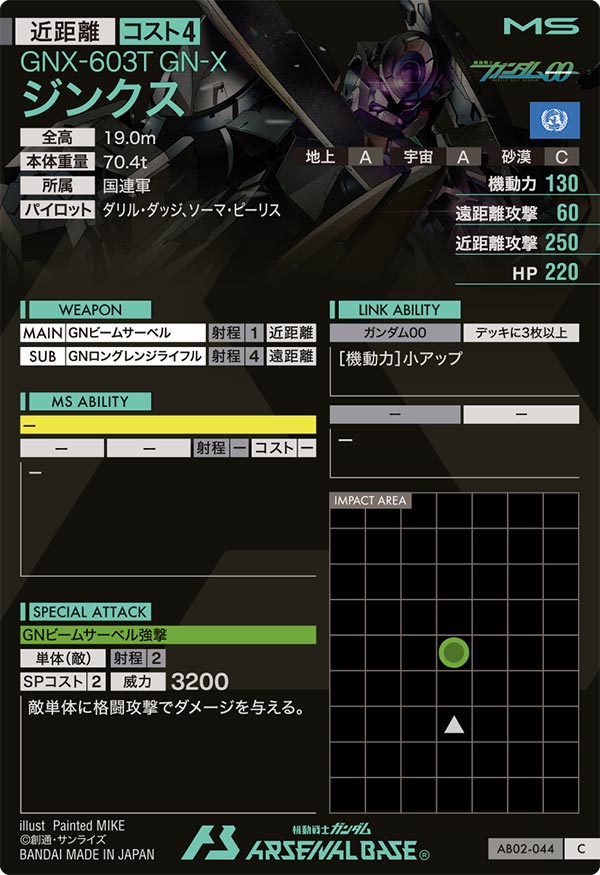 近距離 コスト4 MS
GNX-603T GN-X
ジンクス
機動戦士ガンダム00
全高 19.0m
本体重量 70.4t
所属 国連軍
パイロット ダリル・ダッジ、ソーマ・ピーリス
地上 A 宇宙 A 砂漠 C
機動力 130
遠距離攻撃 60
近距離攻撃 250
HP 220
WEAPON
MAIN GNビームサーベル 射程 1 近距離
SUB GNロングレンジライフル 射程 4 遠距離
MS ABILITY
—
— — 射程 — コスト —
—
LINK ABILITY
ガンダム00 デッキに3枚以上
[機動力]小アップ
— —
—
IMPACT AREA
SPECIAL ATTACK
GNビームサーベル強撃
単体(敵) 射程 2
SPコスト 2 威力 3200
敵単体に格闘攻撃でダメージを与える。
illust Painted MIKE
©創通・サンライズ
BANDAI MADE IN JAPAN
機動戦士ガンダム
ARSENAL BASE®
AB02-044 C